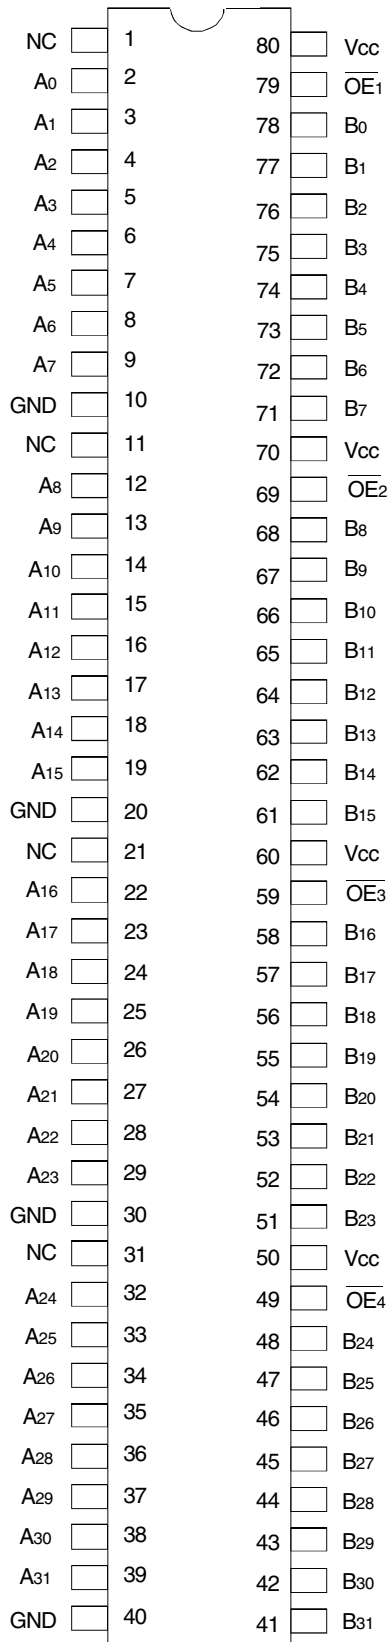 NC 1 80 Vcc
A0 2 79 O̅E̅1
A1 3 78 B0
A2 4 77 B1
A3 5 76 B2
A4 6 75 B3
A5 7 74 B4
A6 8 73 B5
A7 9 72 B6
GND 10 71 B7
NC 11 70 Vcc
A8 12 69 O̅E̅2
A9 13 68 B8
A10 14 67 B9
A11 15 66 B10
A12 16 65 B11
A13 17 64 B12
A14 18 63 B13
A15 19 62 B14
GND 20 61 B15
NC 21 60 Vcc
A16 22 59 O̅E̅3
A17 23 58 B16
A18 24 57 B17
A19 25 56 B18
A20 26 55 B19
A21 27 54 B20
A22 28 53 B21
A23 29 52 B22
GND 30 51 B23
NC 31 50 Vcc
A24 32 49 O̅E̅4
A25 33 48 B24
A26 34 47 B25
A27 35 46 B26
A28 36 45 B27
A29 37 44 B28
A30 38 43 B29
A31 39 42 B30
GND 40 41 B31